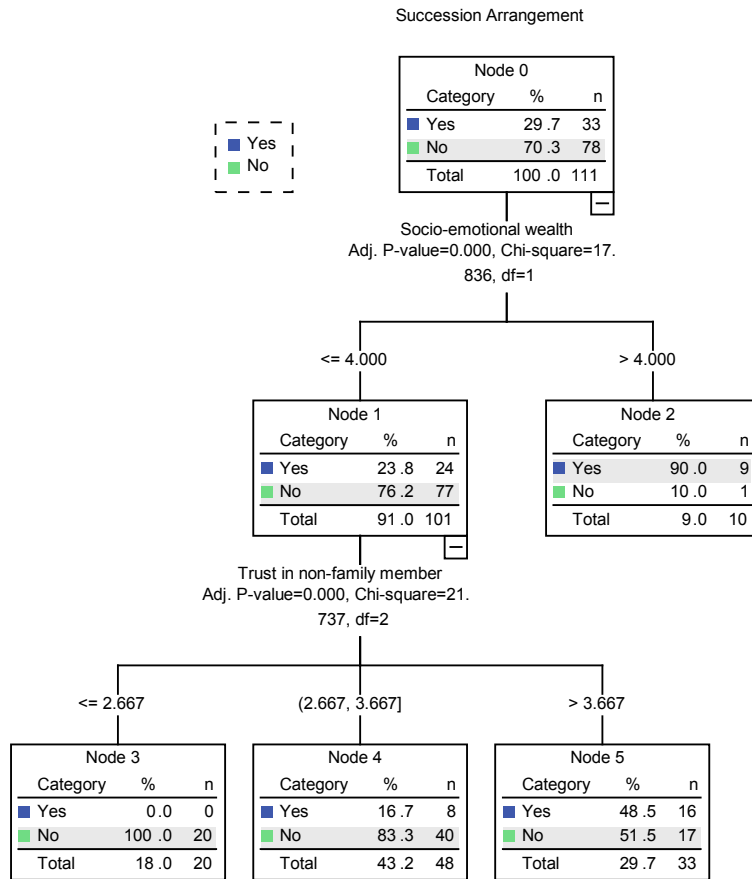 Succession Arrangement
Node 0
Category % n
Yes 29 .7 33
No 70 .3 78
Total 100 .0 111
Yes
No
Socio-emotional wealth
Adj. P-value=0.000, Chi-square=17.
836, df=1
<= 4.000
> 4.000
Node 1
Category % n
Yes 23.8 24
No 76.2 77
Total 91.0 101
Node 2
Category % n
Yes 90.0 9
No 10.0 1
Total 9.0 10
Trust in non-family member
Adj. P-value=0.000, Chi-square=21.
737, df=2
<= 2.667
(2.667, 3.667]
> 3.667
Node 3
Category % n
Yes 0.0 0
No 100 .0 20
Total 18 .0 20
Node 4
Category % n
Yes 16.7 8
No 83.3 40
Total 43.2 48
Node 5
Category % n
Yes 48.5 16
No 51.5 17
Total 29.7 33